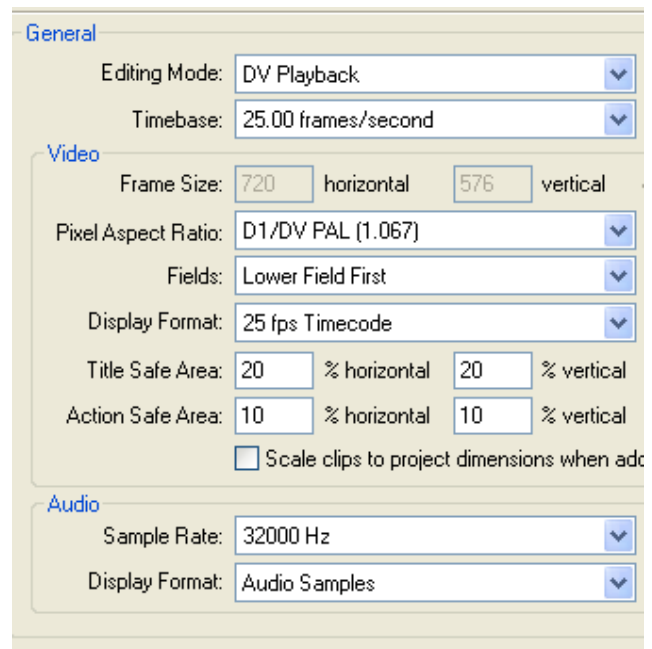 General
Editing Mode: DV Playback
Timebase: 25.00 frames/second
Video
Frame Size: 720 horizontal 576 vertical
Pixel Aspect Ratio: D1/DV PAL (1.067)
Fields: Lower Field First
Display Format: 25 fps Timecode
Title Safe Area: 20 % horizontal 20 % vertical
Action Safe Area: 10 % horizontal 10 % vertical
Scale clips to project dimensions when add
Audio
Sample Rate: 32000 Hz
Display Format: Audio Samples